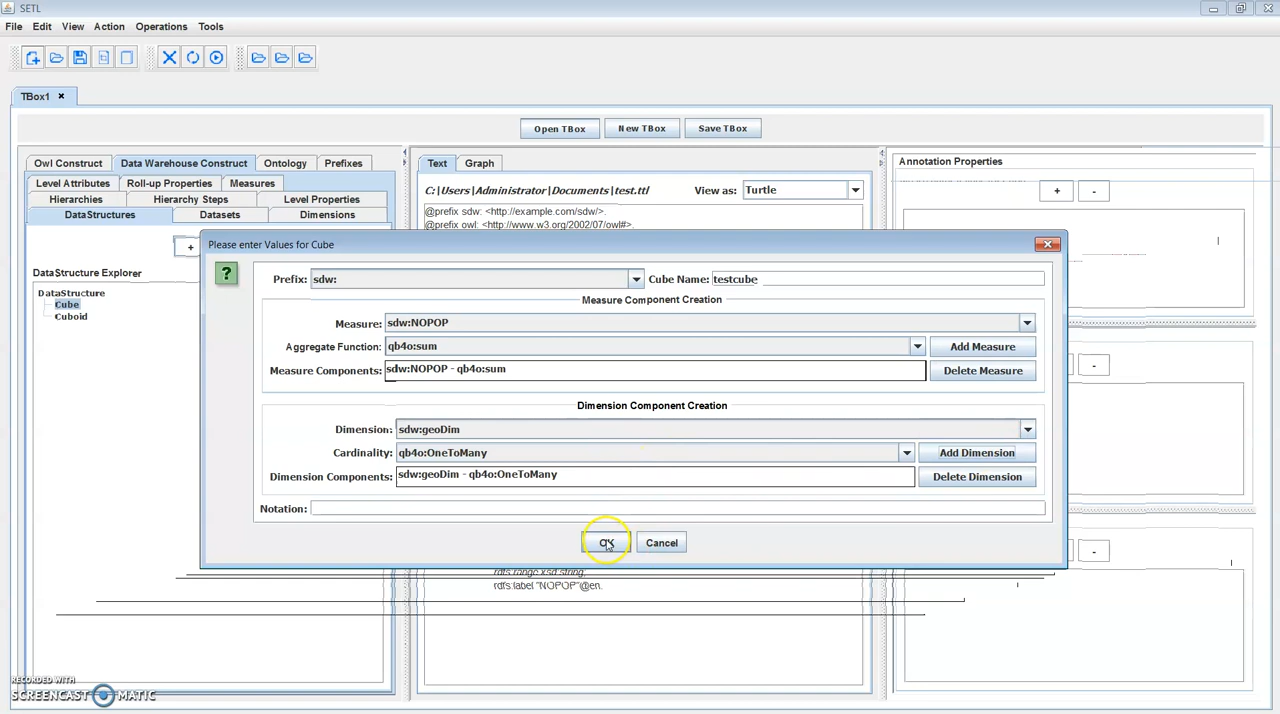 SETL
File Edit View Action Operations Tools
TBox1
Open TBox New TBox Save TBox
Owl Construct Data Warehouse Construct Ontology Prefixes
Level Attributes Roll-up Properties Measures
Hierarchies Hierarchy Steps Level Properties
DataStructures Datasets Dimensions
+
DataStructure Explorer
DataStructure
Cube
Cuboid
Text Graph
C:\Users\Administrator\Documents\test.ttl View as: Turtle
@prefix sdw: <http://example.com/sdw/>.
@prefix owl: <http://www.w3.org/2002/07/owl#>.
Annotation Properties
+ -
Please enter Values for Cube
Prefix: sdw: Cube Name: testcube
Measure Component Creation
Measure: sdw:NOPOP
Aggregate Function: qb4o:sum Add Measure
Measure Components: sdw:NOPOP - qb4o:sum Delete Measure
Dimension Component Creation
Dimension: sdw:geoDim
Cardinality: qb4o:OneToMany Add Dimension
Dimension Components: sdw:geoDim - qb4o:OneToMany Delete Dimension
Notation:
OK Cancel
-
-
rdfs:range xsd:string;
rdfs:label "NOPOP"@en.
RECORDED WITH
SCREENCAST MATIC